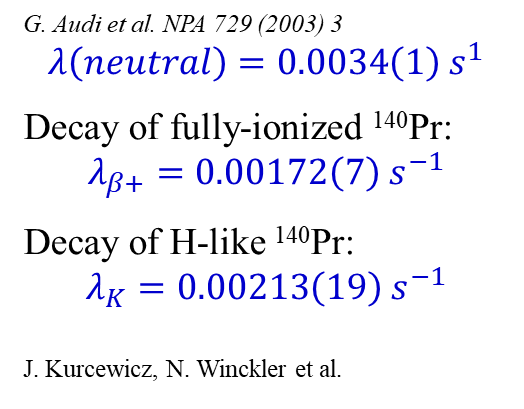 G. Audi et al. NPA 729 (2003) 3
λ(neutral) = 0.0034(1) s¹
Decay of fully-ionized ¹⁴⁰Pr:
λβ+ = 0.00172(7) s⁻¹
Decay of H-like ¹⁴⁰Pr:
λK = 0.00213(19) s⁻¹
J. Kurcewicz, N. Winckler et al.